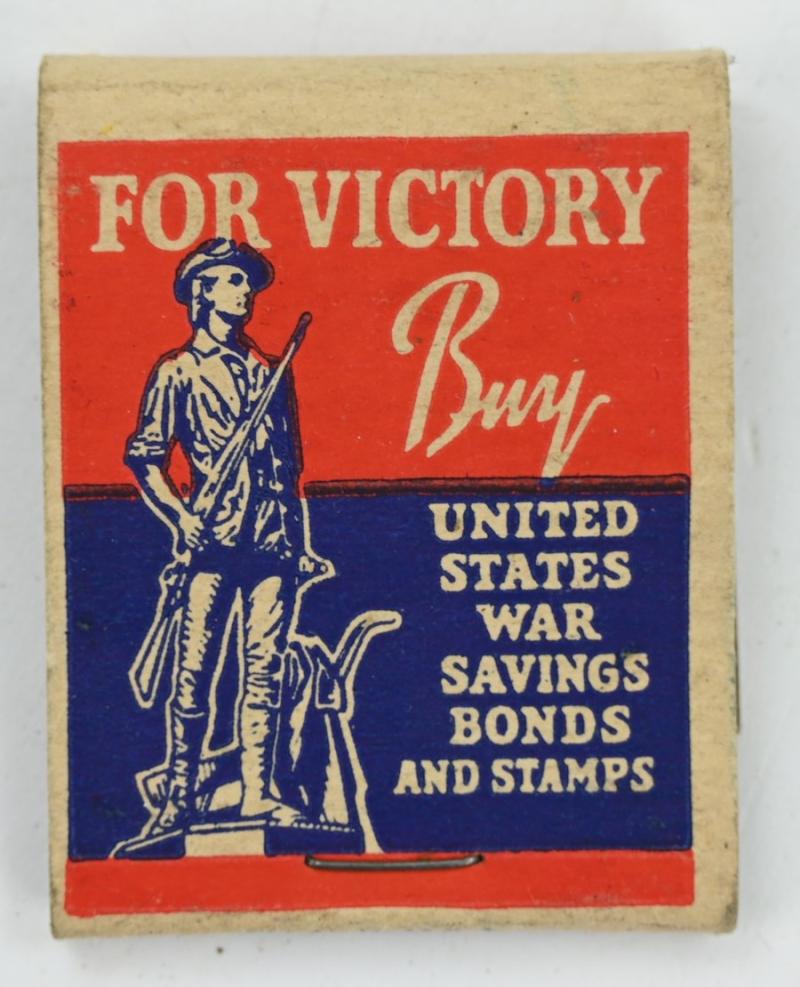 FOR VICTORY
Buy
UNITED
STATES
WAR
SAVINGS
BONDS
AND STAMPS